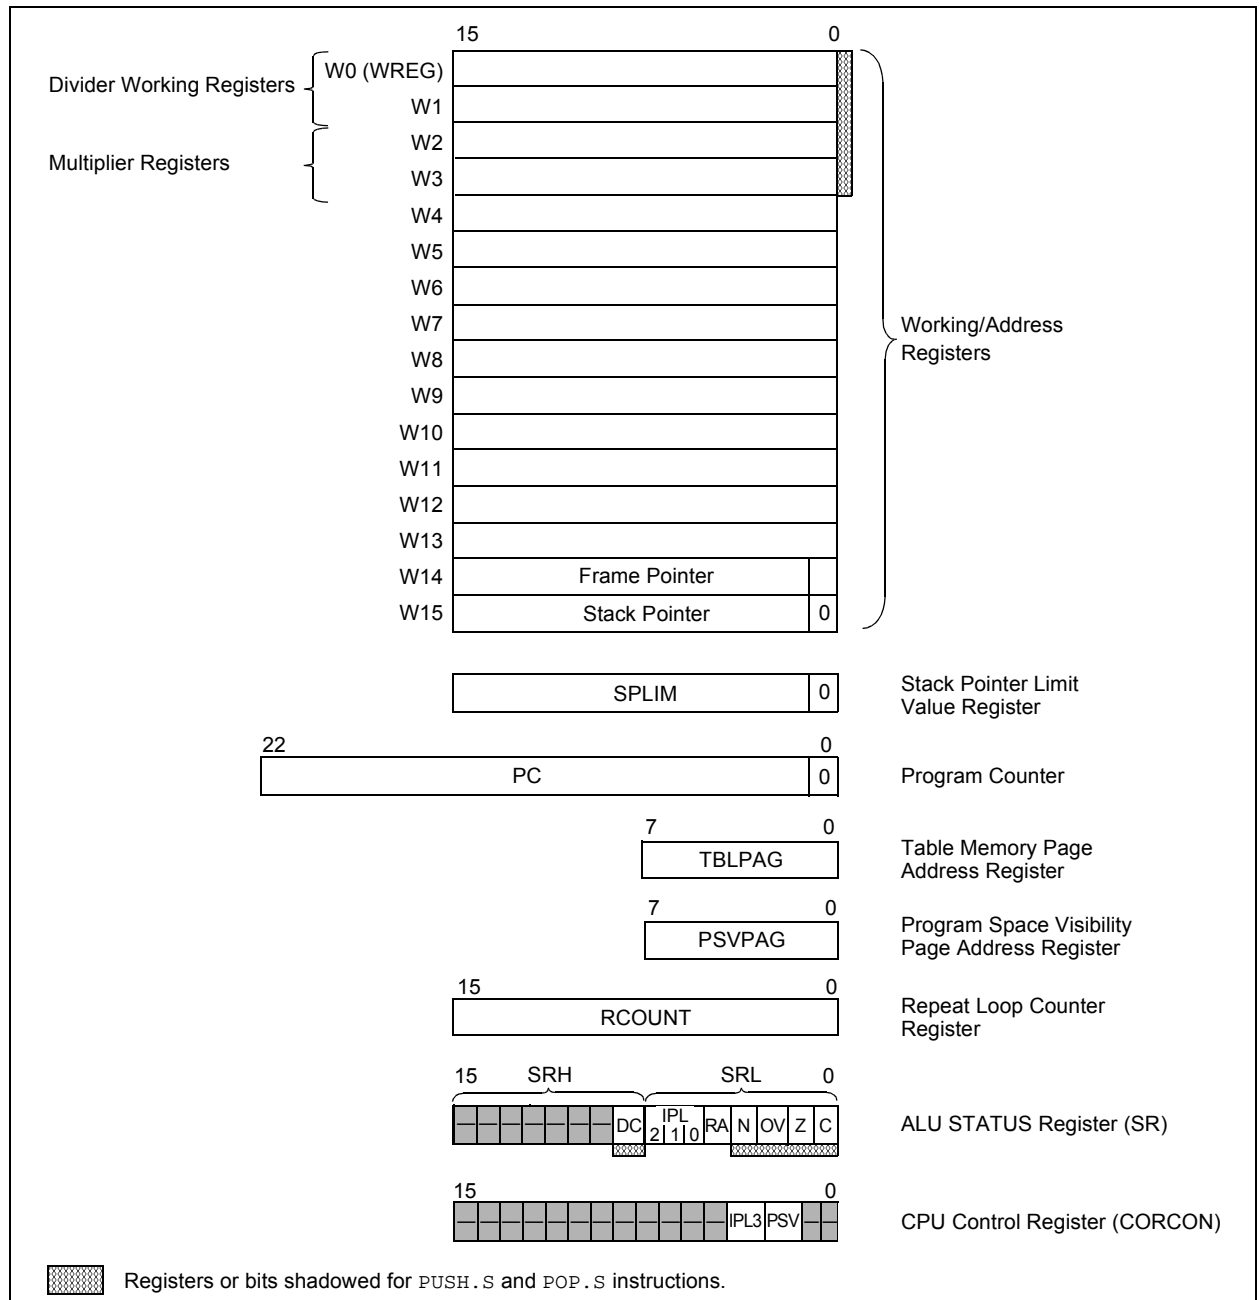 15 0
W0 (WREG)
Divider Working Registers
W1
W2
Multiplier Registers
W3
W4
W5
W6
W7
Working/Address
Registers
W8
W9
W10
W11
W12
W13
W14 Frame Pointer
W15 Stack Pointer 0
SPLIM 0
Stack Pointer Limit
Value Register
22 0
PC 0 Program Counter
7 0
TBLPAG
Table Memory Page
Address Register
7 0
PSVPAG
Program Space Visibility
Page Address Register
15 0
RCOUNT
Repeat Loop Counter
Register
15 SRH SRL 0
— — — — — — — DC IPL 2 1 0 RA N OV Z C ALU STATUS Register (SR)
15 0
— — — — — — — — — — — — IPL3 PSV — — CPU Control Register (CORCON)
Registers or bits shadowed for PUSH.S and POP.S instructions.